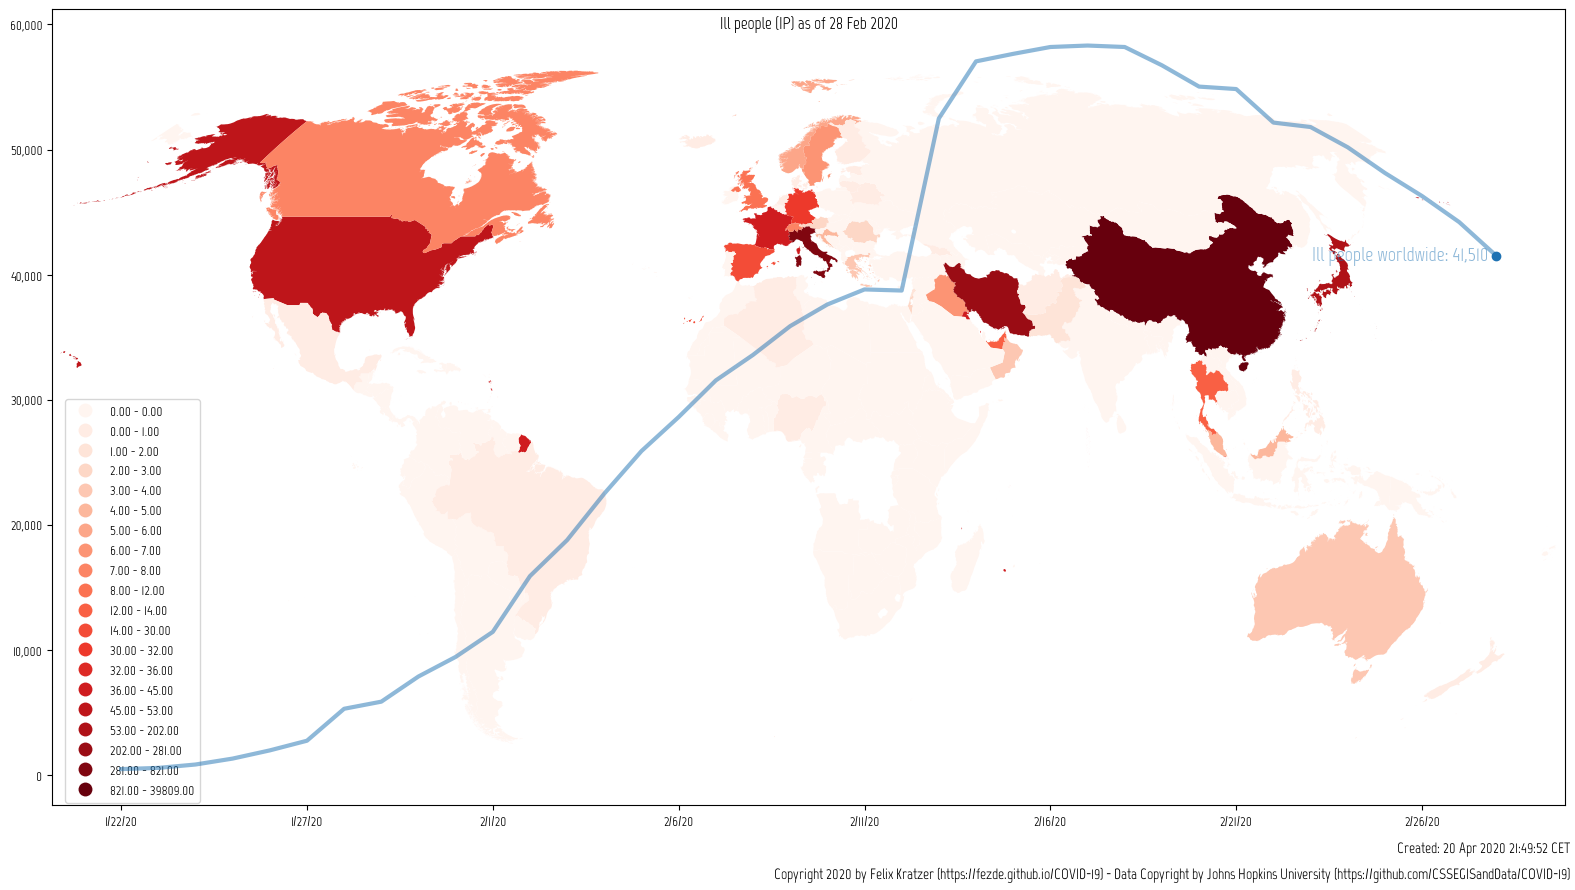 Ill people (IP) as of 28 Feb 2020
60,000
50,000
40,000
30,000
20,000
10,000
0
Ill people worldwide: 41,510
0.00 - 0.00
0.00 - 1.00
1.00 - 2.00
2.00 - 3.00
3.00 - 4.00
4.00 - 5.00
5.00 - 6.00
6.00 - 7.00
7.00 - 8.00
8.00 - 12.00
12.00 - 14.00
14.00 - 30.00
30.00 - 32.00
32.00 - 36.00
36.00 - 45.00
45.00 - 53.00
53.00 - 202.00
202.00 - 281.00
281.00 - 821.00
821.00 - 39809.00
1/22/20 1/27/20 2/1/20 2/6/20 2/11/20 2/16/20 2/21/20 2/26/20
Created: 20 Apr 2020 21:49:52 CET
Copyright 2020 by Felix Kratzer (https://fezde.github.io/COVID-19) - Data Copyright by Johns Hopkins University (https://github.com/CSSEGISandData/COVID-19)